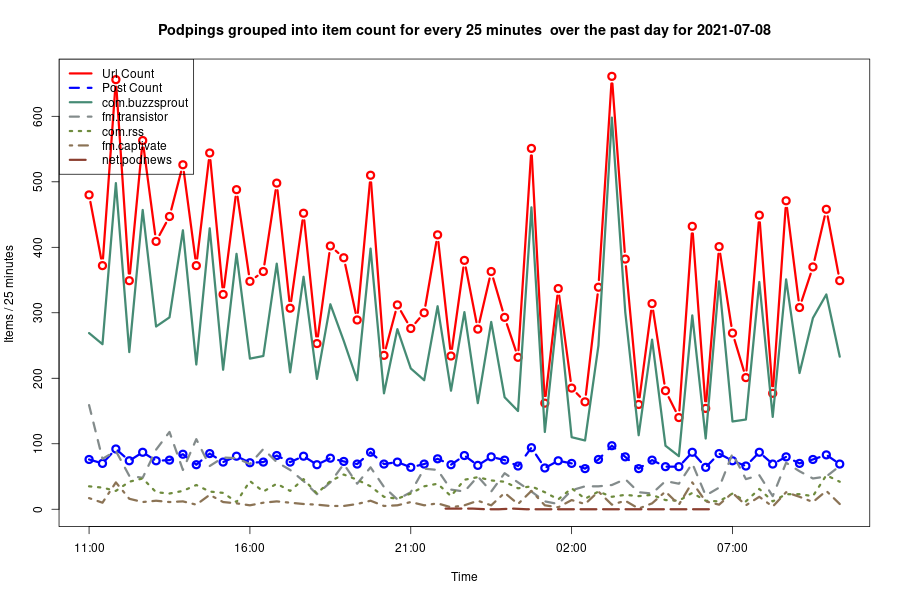 Podpings grouped into item count for every 25 minutes  over the past day for 2021-07-08
Url Count
Post Count
com.buzzsprout
fm.transistor
com.rss
fm.captivate
net.podnews
Items / 25 minutes
600
500
400
300
200
100
0
11:00 16:00 21:00 02:00 07:00
Time